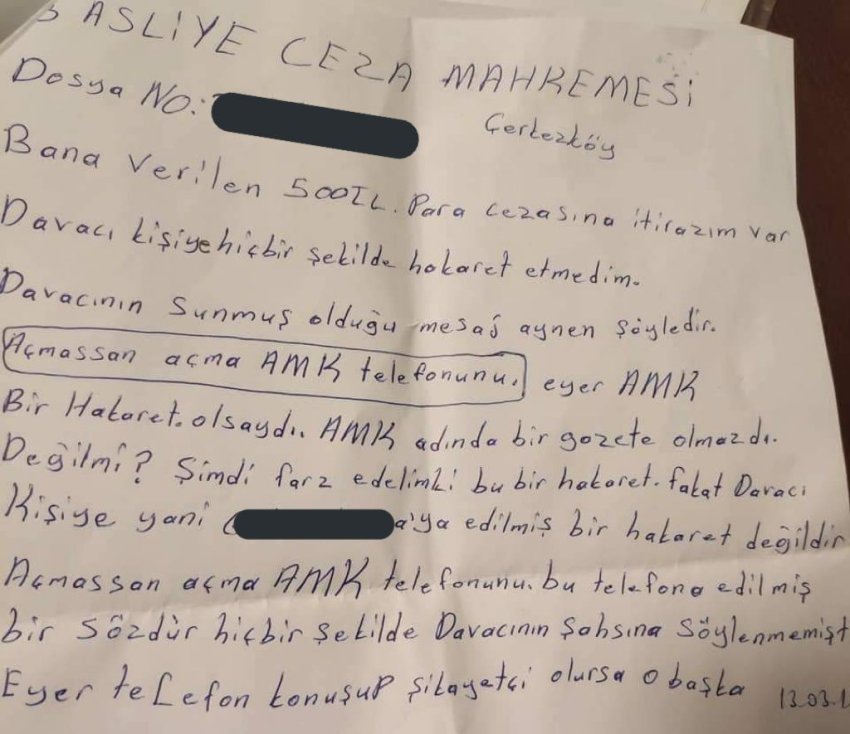 3 ASLİYE CEZA MAHKEMESİ
Dosya NO:
Çerkezköy
Bana verilen 500TL. Para cezasına itirazım var
Davacı kişiye hiçbir şekilde hakaret etmedim.
Davacının sunmuş olduğu mesaj aynen şöyledir.
Açmassan açma AMK telefonunu. eyer AMK
Bir Hakaret. olsaydı. AMK adında bir gazete olmazdı.
Değilmi? Şimdi farz edelimki bu bir hakaret. fakat Davacı
Kişiye yani a'ya edilmiş bir hakaret değildir
Açmassan açma AMK telefonunu. bu telefona edilmiş
bir sözdür hiçbir şekilde Davacının şahsına söylenmemişt
Eyer telefon konuşup şikayetçi olursa o başka
13.03.1